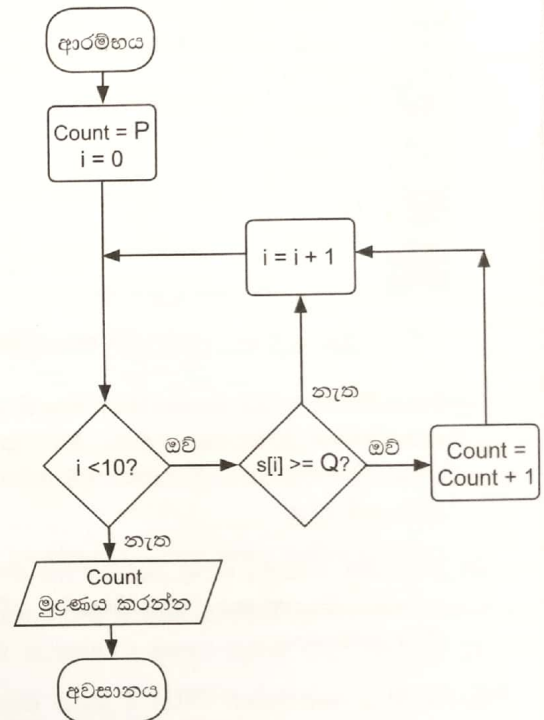 ආරම්භය
Count = P
i = 0
i = i + 1
නැත
i <10?
ඔව්
s[i] >= Q?
ඔව්
Count =
Count + 1
නැත
Count
මුද්‍රණය කරන්න
අවසානය